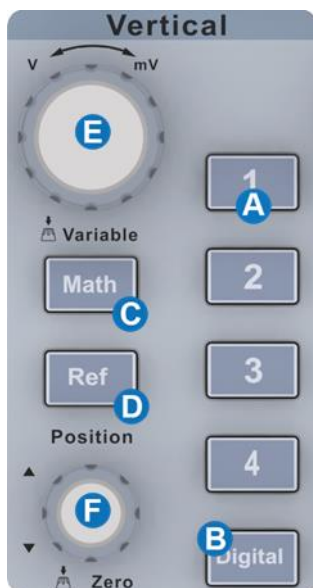 Vertical
V mV
E
1
A
Variable
2
Math
C
3
Ref
D
Position
4
F
B
Digital
Zero